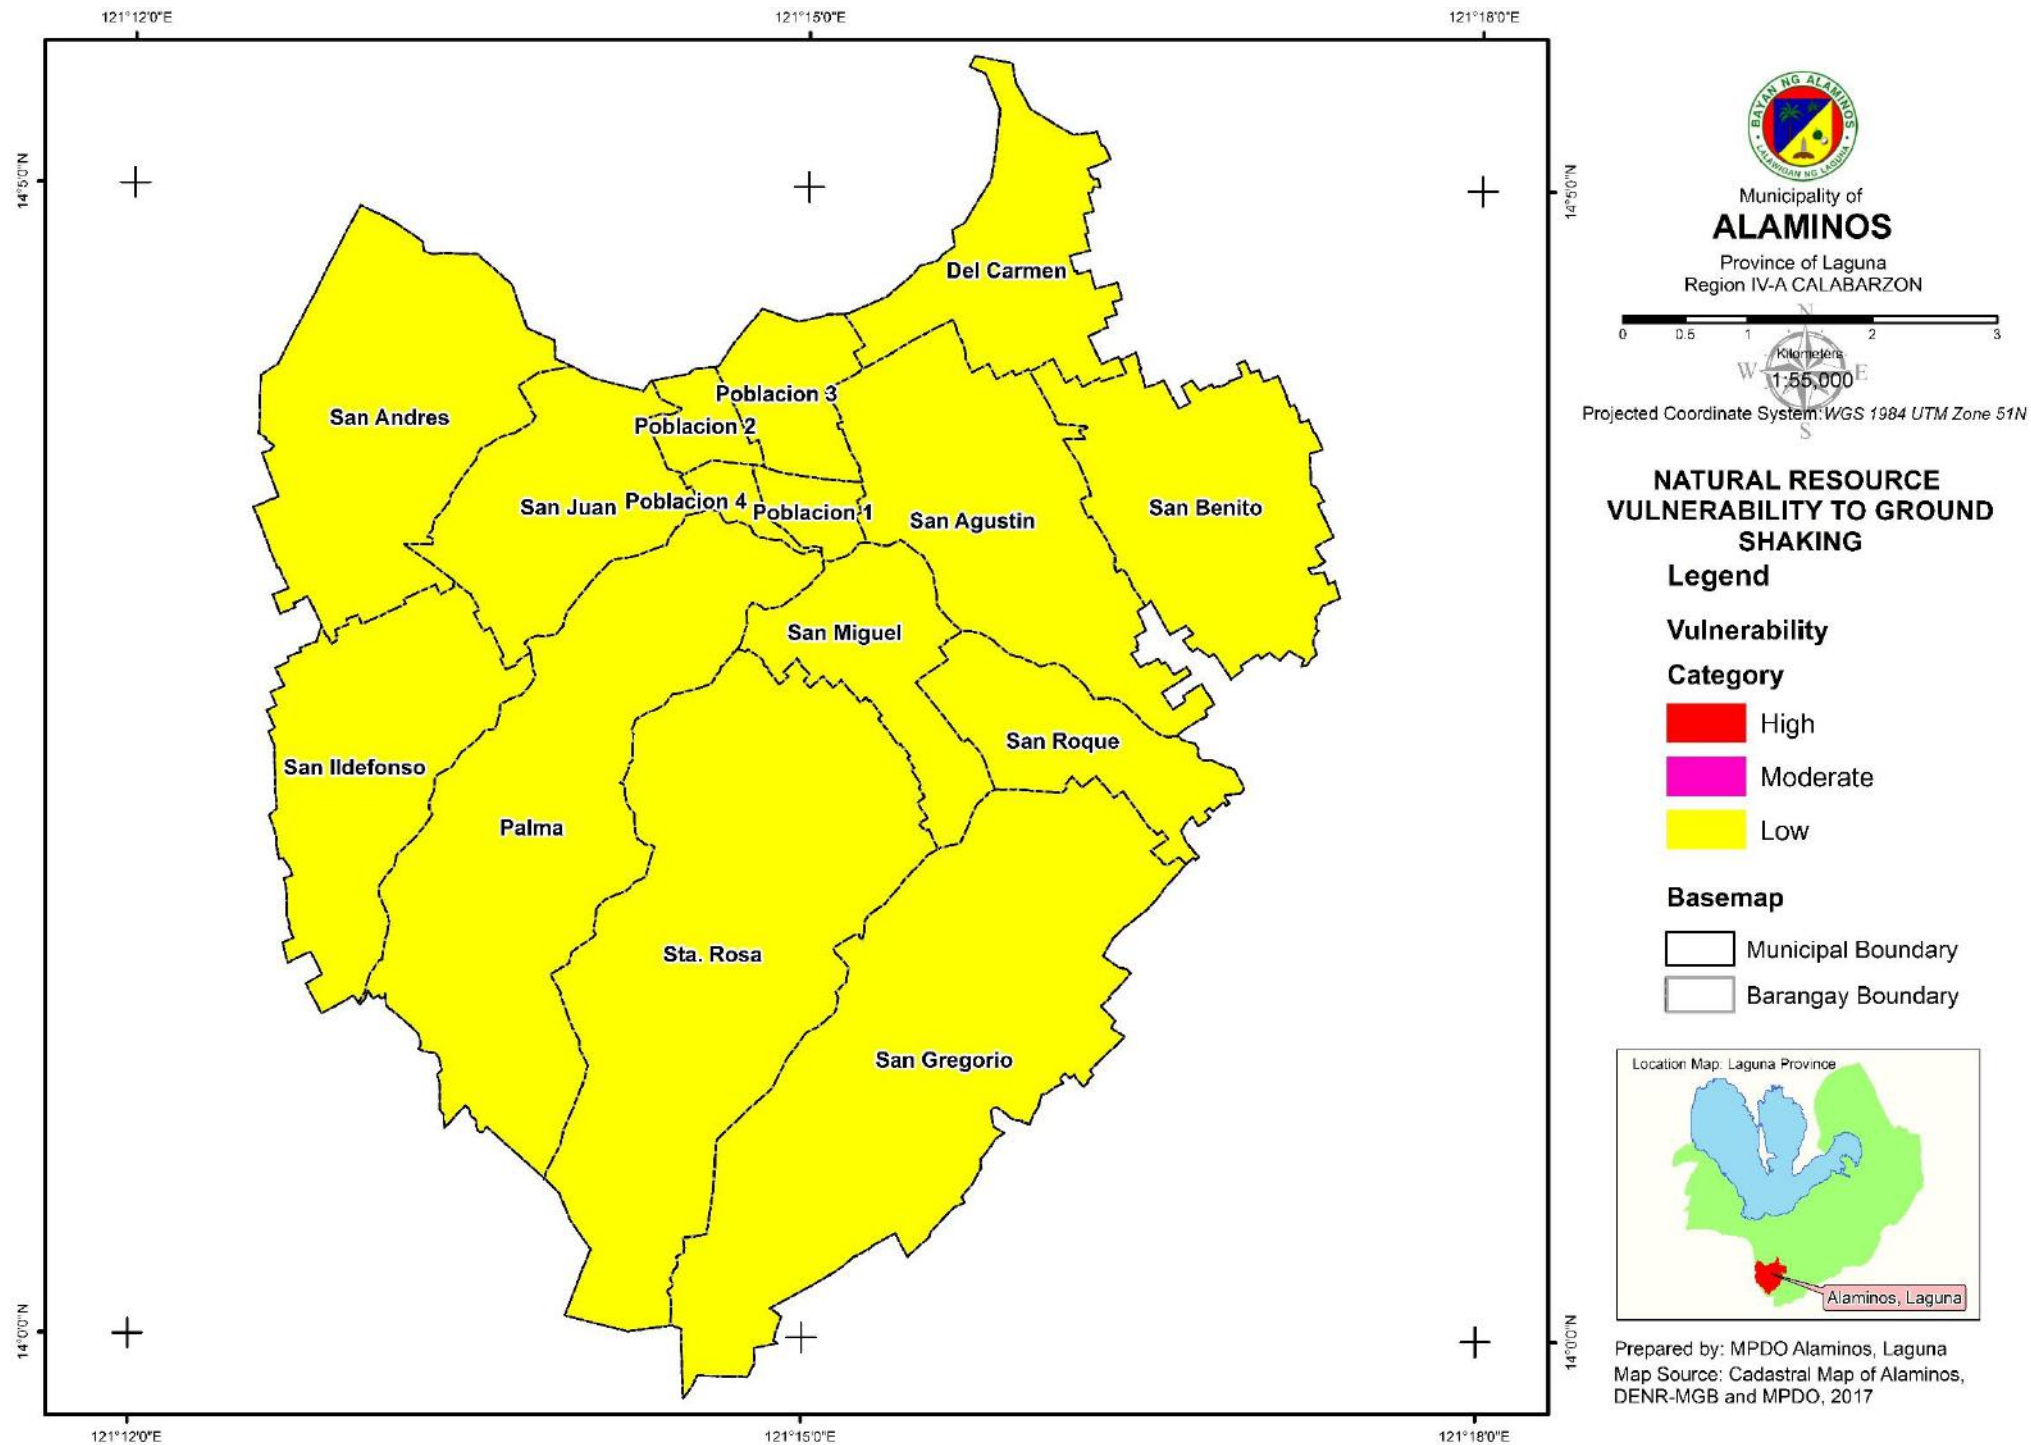 121°12'0"E
121°15'0"E
121°18'0"E
14°5'0"N
14°5'0"N
14°0'0"N
14°0'0"N
121°12'0"E
121°15'0"E
121°18'0"E
Del Carmen
San Andres
Poblacion 3
Poblacion 2
San Juan
Poblacion 4
Poblacion 1
San Agustin
San Benito
San Miguel
San Roque
San Ildefonso
Palma
Sta. Rosa
San Gregorio
BAYAN NG ALAMINOS
LALAWIGAN NG LAGUNA
Municipality of
ALAMINOS
Province of Laguna
Region IV-A CALABARZON
N
0 0.5 1 2 3
Kilometers
W 1:55,000 E
Projected Coordinate System: WGS 1984 UTM Zone 51N
S
NATURAL RESOURCE
VULNERABILITY TO GROUND
SHAKING
Legend
Vulnerability
Category
High
Moderate
Low
Basemap
Municipal Boundary
Barangay Boundary
Location Map: Laguna Province
Alaminos, Laguna
Prepared by: MPDO Alaminos, Laguna
Map Source: Cadastral Map of Alaminos,
DENR-MGB and MPDO, 2017